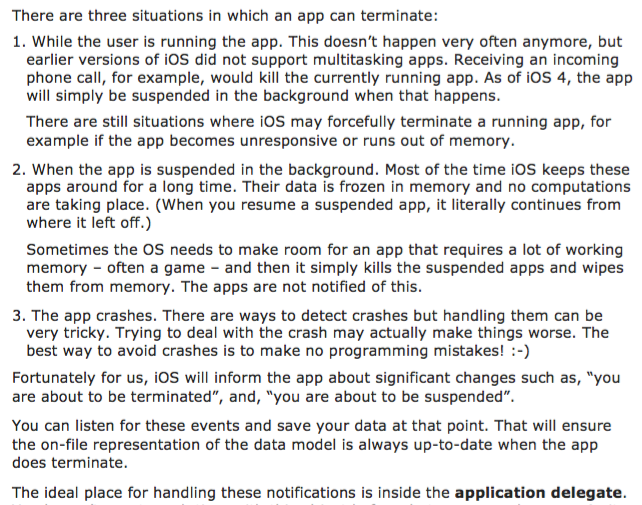 There are three situations in which an app can terminate:
1. While the user is running the app. This doesn’t happen very often anymore, but
earlier versions of iOS did not support multitasking apps. Receiving an incoming
phone call, for example, would kill the currently running app. As of iOS 4, the app
will simply be suspended in the background when that happens.
There are still situations where iOS may forcefully terminate a running app, for
example if the app becomes unresponsive or runs out of memory.
2. When the app is suspended in the background. Most of the time iOS keeps these
apps around for a long time. Their data is frozen in memory and no computations
are taking place. (When you resume a suspended app, it literally continues from
where it left off.)
Sometimes the OS needs to make room for an app that requires a lot of working
memory – often a game – and then it simply kills the suspended apps and wipes
them from memory. The apps are not notified of this.
3. The app crashes. There are ways to detect crashes but handling them can be
very tricky. Trying to deal with the crash may actually make things worse. The
best way to avoid crashes is to make no programming mistakes! :-)
Fortunately for us, iOS will inform the app about significant changes such as, “you
are about to be terminated”, and, “you are about to be suspended”.
You can listen for these events and save your data at that point. That will ensure
the on-file representation of the data model is always up-to-date when the app
does terminate.
The ideal place for handling these notifications is inside the application delegate.